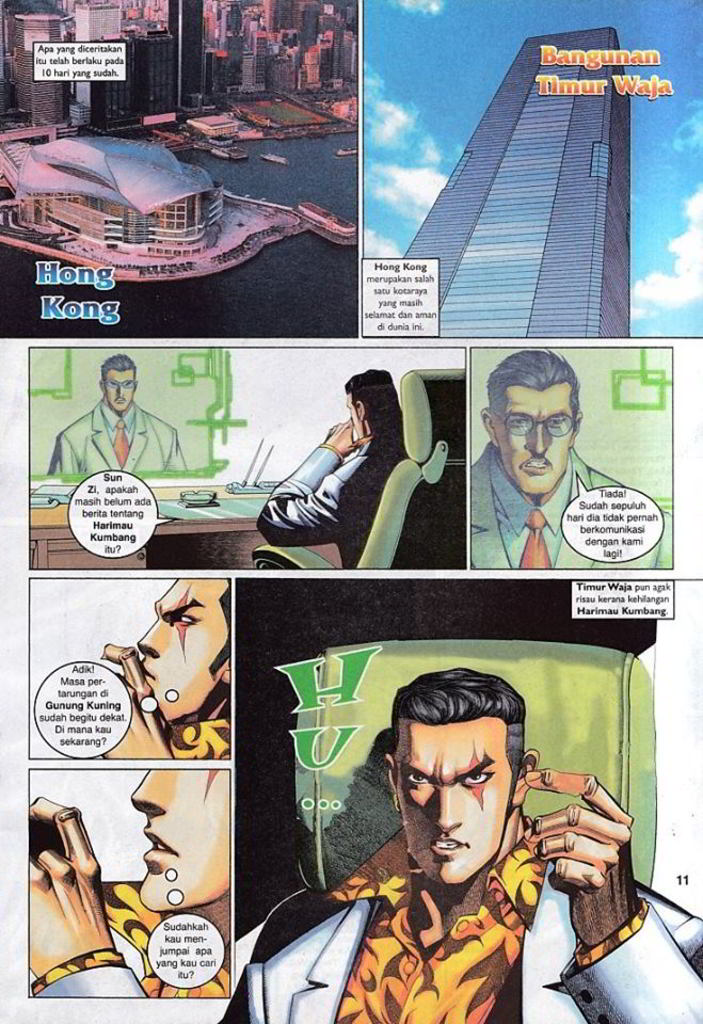 Apa yang diceritakan
itu telah berlaku pada
10 hari yang sudah.
Hong
Kong
Bangunan
Timur Waja
Hong Kong
merupakan salah
satu kotaraya
yang masih
selamat dan aman
di dunia ini.
Sun
Zi, apakah
masih belum ada
berita tentang
Harimau
Kumbang
itu?
Tiada!
Sudah sepuluh
hari dia tidak pernah
berkomunikasi
dengan kami
lagi!
Adik!
Masa per-
tarungan di
Gunung Kuning
sudah begitu dekat.
Di mana kau
sekarang?
Sudahkah
kau men-
jumpai apa
yang kau cari
itu?
Timur Waja pun agak
risau kerana kehilangan
Harimau Kumbang.
HU...
11